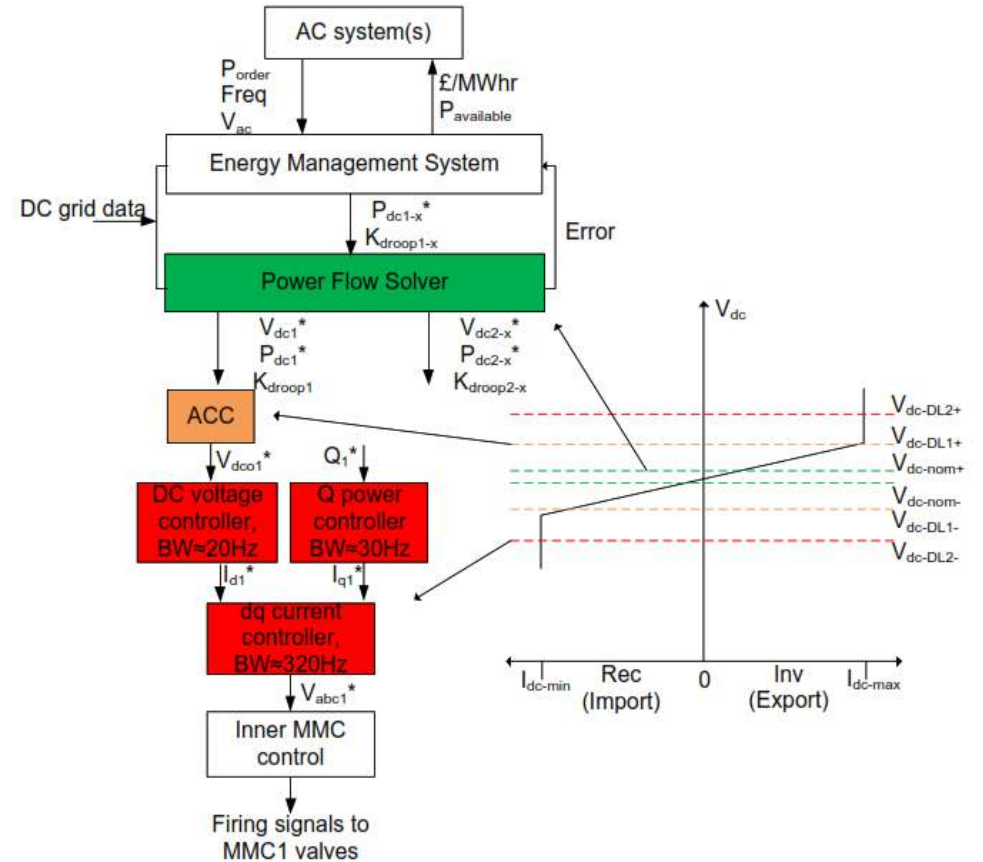 AC system(s)
P_order
Freq
V_ac
£/MWhr
P_available
Energy Management System
DC grid data
P_dc1-x*
K_droop1-x
Error
Power Flow Solver
V_dc1*
P_dc1*
K_droop1
V_dc2-x*
P_dc2-x*
K_droop2-x
ACC
V_dco1*
Q_1*
DC voltage
controller,
BW≈20Hz
Q power
controller
BW≈30Hz
I_d1*
I_q1*
dq current
controller,
BW≈320Hz
V_abc1*
Inner MMC
control
Firing signals to
MMC1 valves
V_dc
V_dc-DL2+
V_dc-DL1+
V_dc-nom+
V_dc-nom-
V_dc-DL1-
V_dc-DL2-
I_dc-min
Rec
(Import)
0
Inv
(Export)
I_dc-max